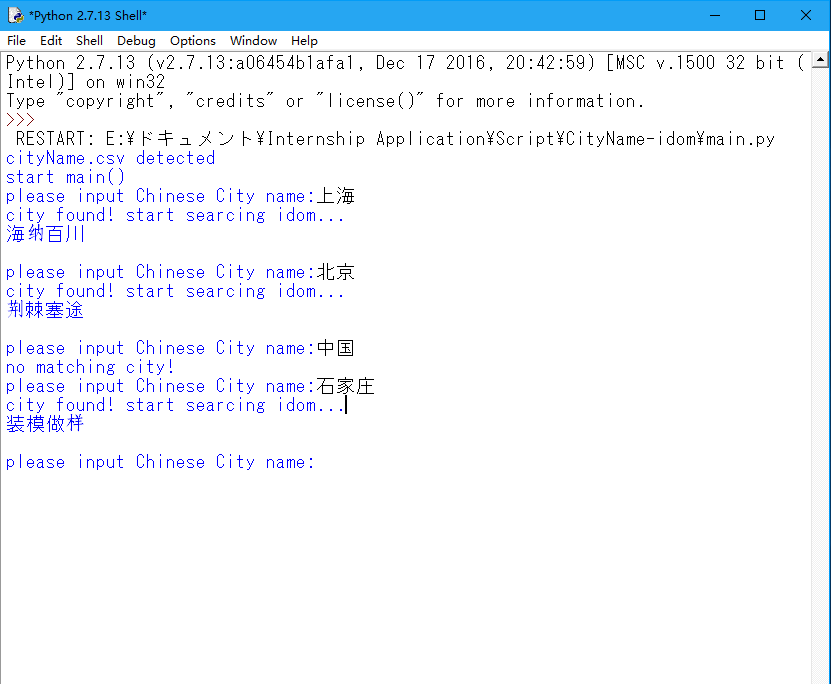 *Python 2.7.13 Shell*
File Edit Shell Debug Options Window Help
Python 2.7.13 (v2.7.13:a06454b1afa1, Dec 17 2016, 20:42:59) [MSC v.1500 32 bit (
Intel)] on win32
Type "copyright", "credits" or "license()" for more information.
>>>
RESTART: E:¥ドキュメント¥Internship Application¥Script¥CityName-idom¥main.py
cityName.csv detected
start main()
please input Chinese City name:上海
city found! start searcing idom...
海纳百川
please input Chinese City name:北京
city found! start searcing idom...
荆棘塞途
please input Chinese City name:中国
no matching city!
please input Chinese City name:石家庄
city found! start searcing idom...
装模做样
please input Chinese City name: